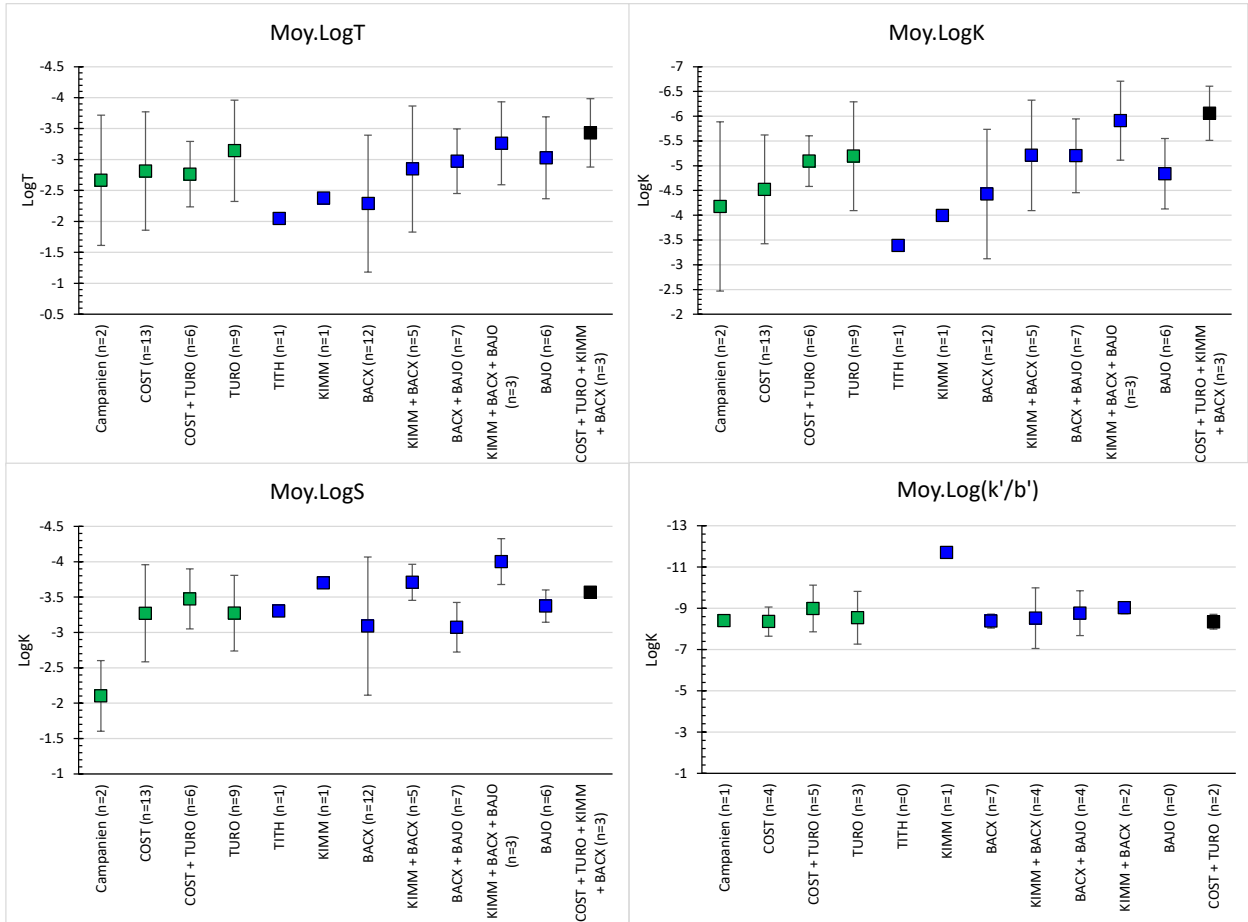 Moy.LogT
-4.5
-4
-3.5
-3
-2.5
-2
-1.5
-1
-0.5
LogT
Campanien (n=2)
COST (n=13)
COST + TURO (n=6)
TURO (n=9)
TITH (n=1)
KIMM (n=1)
BACX (n=12)
KIMM + BACX (n=5)
BACX + BAJO (n=7)
KIMM + BACX + BAJO
(n=3)
BAJO (n=6)
COST + TURO + KIMM
+ BACX (n=3)
Moy.LogK
-7
-6.5
-6
-5.5
-5
-4.5
-4
-3.5
-3
-2.5
-2
LogK
Campanien (n=2)
COST (n=13)
COST + TURO (n=6)
TURO (n=9)
TITH (n=1)
KIMM (n=1)
BACX (n=12)
KIMM + BACX (n=5)
BACX + BAJO (n=7)
KIMM + BACX + BAJO
(n=3)
BAJO (n=6)
COST + TURO + KIMM
+ BACX (n=3)
Moy.LogS
-4.5
-4
-3.5
-3
-2.5
-2
-1.5
-1
LogK
Campanien (n=2)
COST (n=13)
COST + TURO (n=6)
TURO (n=9)
TITH (n=1)
KIMM (n=1)
BACX (n=12)
KIMM + BACX (n=5)
BACX + BAJO (n=7)
KIMM + BACX + BAJO
(n=3)
BAJO (n=6)
COST + TURO + KIMM
+ BACX (n=3)
Moy.Log(k'/b')
-13
-11
-9
-7
-5
-3
-1
LogK
Campanien (n=1)
COST (n=4)
COST + TURO (n=5)
TURO (n=3)
TITH (n=0)
KIMM (n=1)
BACX (n=7)
KIMM + BACX (n=4)
BACX + BAJO (n=4)
KIMM + BACX (n=2)
BAJO (n=0)
COST + TURO (n=2)